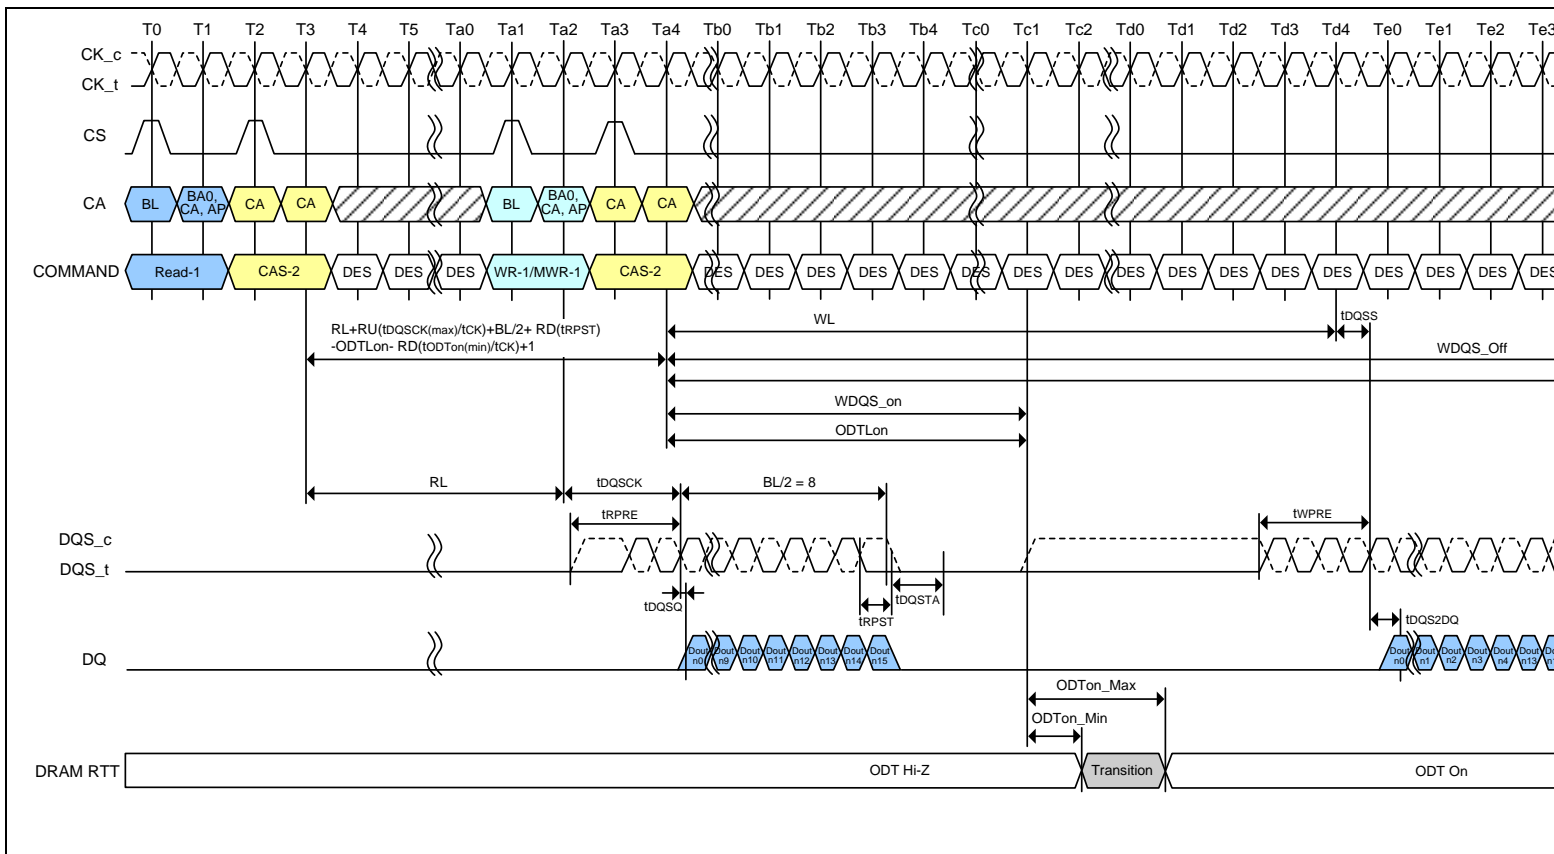 T0 T1 T2 T3 T4 T5 Ta0 Ta1 Ta2 Ta3 Ta4 Tb0 Tb1 Tb2 Tb3 Tb4 Tc0 Tc1 Tc2 Td0 Td1 Td2 Td3 Td4 Te0 Te1 Te2 Te3
CK_c
CK_t
CS
CA BL BA0, CA, AP CA CA BL BA0, CA, AP CA CA
COMMAND Read-1 CAS-2 DES DES DES WR-1/MWR-1 CAS-2 DES DES DES DES DES DES DES DES DES DES DES DES DES DES DES DES DES
RL+RU(tDQSCK(max)/tCK)+BL/2+ RD(tRPST)
-ODTLon- RD(tODTon(min)/tCK)+1
WL tDQSS
WDQS_Off
WDQS_on
ODTLon
RL tDQSCK BL/2 = 8
tRPRE tWPRE
DQS_c
DQS_t
tDQSQ tRPST tDQSTA tDQS2DQ
DQ Dout n0 Dout n9 Dout n10 Dout n11 Dout n12 Dout n13 Dout n14 Dout n15 Dout n0 Dout n1 Dout n2 Dout n3 Dout n4 Dout n13
ODTon_Max
ODTon_Min
DRAM RTT ODT Hi-Z Transition ODT On